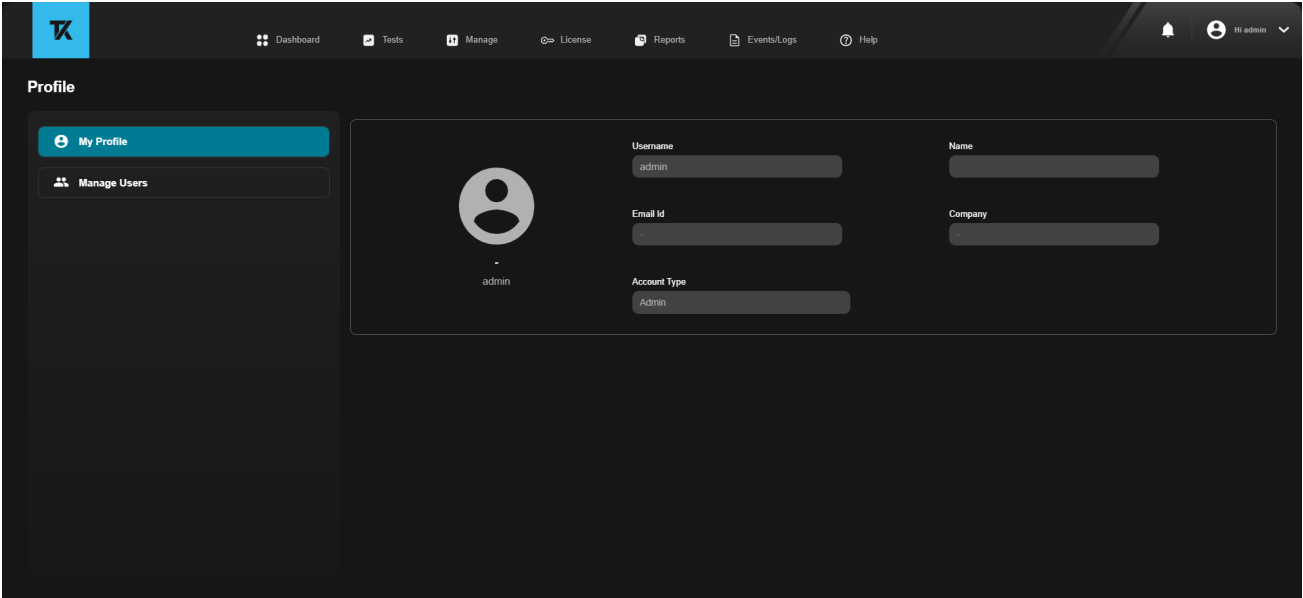 TK
Dashboard Tests Manage License Reports Events/Logs Help Hi admin
Profile
My Profile
Manage Users
Username Name
admin
Email Id Company
- -
-
admin
Account Type
Admin